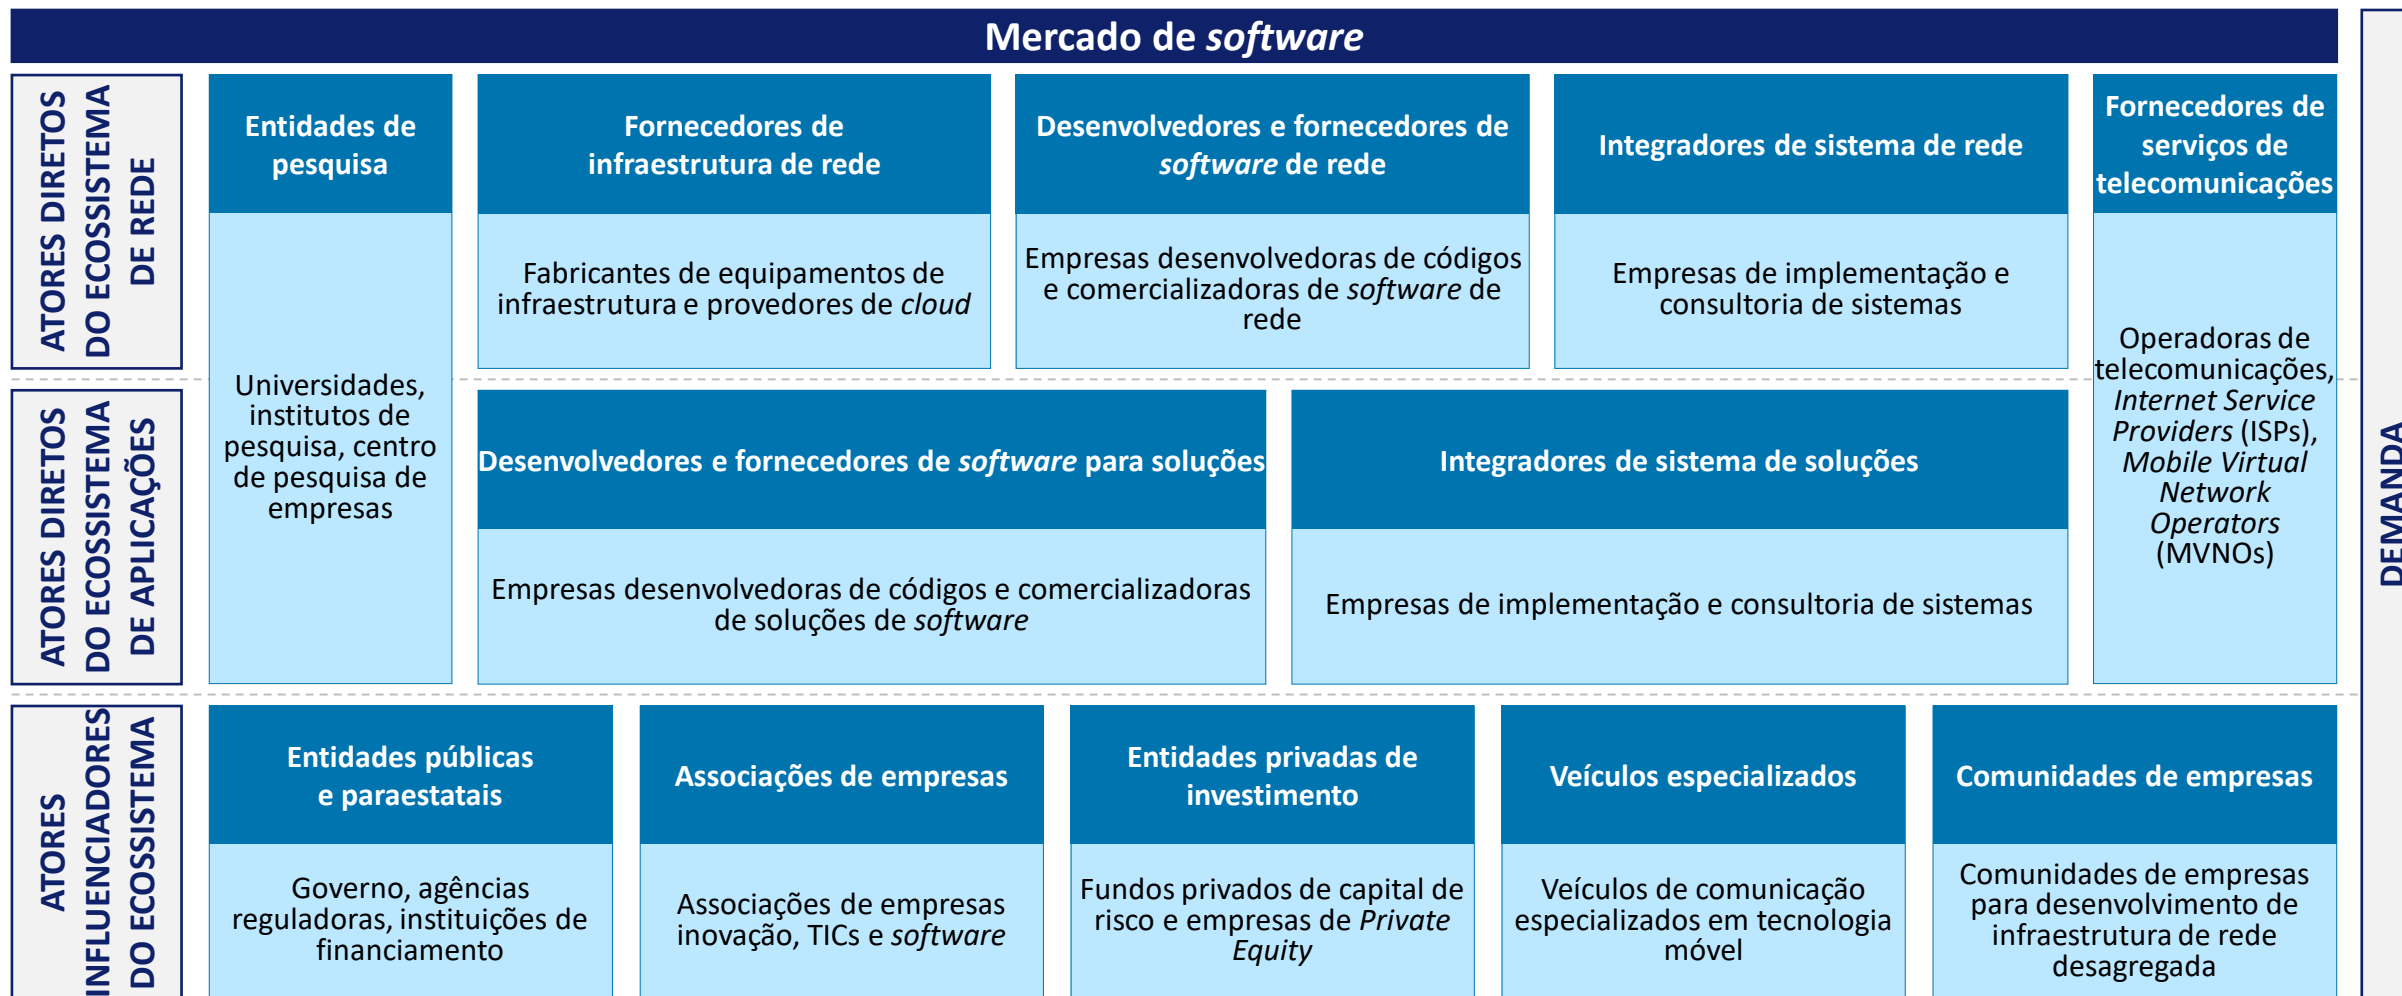 Mercado de software
ATORES DIRETOS
DO ECOSSISTEMA
DE REDE
Entidades de
pesquisa
Universidades,
institutos de
pesquisa, centro
de pesquisa de
empresas
Fornecedores de
infraestrutura de rede
Fabricantes de equipamentos de
infraestrutura e provedores de cloud
Desenvolvedores e fornecedores de
software de rede
Empresas desenvolvedoras de códigos
e comercializadoras de software de
rede
Integradores de sistema de rede
Empresas de implementação e
consultoria de sistemas
Fornecedores de
serviços de
telecomunicações
Operadoras de
telecomunicações,
Internet Service
Providers (ISPs),
Mobile Virtual
Network
Operators
(MVNOs)
ATORES DIRETOS
DO ECOSSISTEMA
DE APLICAÇÕES
Desenvolvedores e fornecedores de software para soluções
Empresas desenvolvedoras de códigos e comercializadoras
de soluções de software
Integradores de sistema de soluções
Empresas de implementação e consultoria de sistemas
ATORES
INFLUENCIADORES
DO ECOSSISTEMA
Entidades públicas
e paraestatais
Governo, agências
reguladoras, instituições de
financiamento
Associações de empresas
Associações de empresas
inovação, TICs e software
Entidades privadas de
investimento
Fundos privados de capital de
risco e empresas de Private
Equity
Veículos especializados
Veículos de comunicação
especializados em tecnologia
móvel
Comunidades de empresas
Comunidades de empresas
para desenvolvimento de
infraestrutura de rede
desagregada
DEMANDA